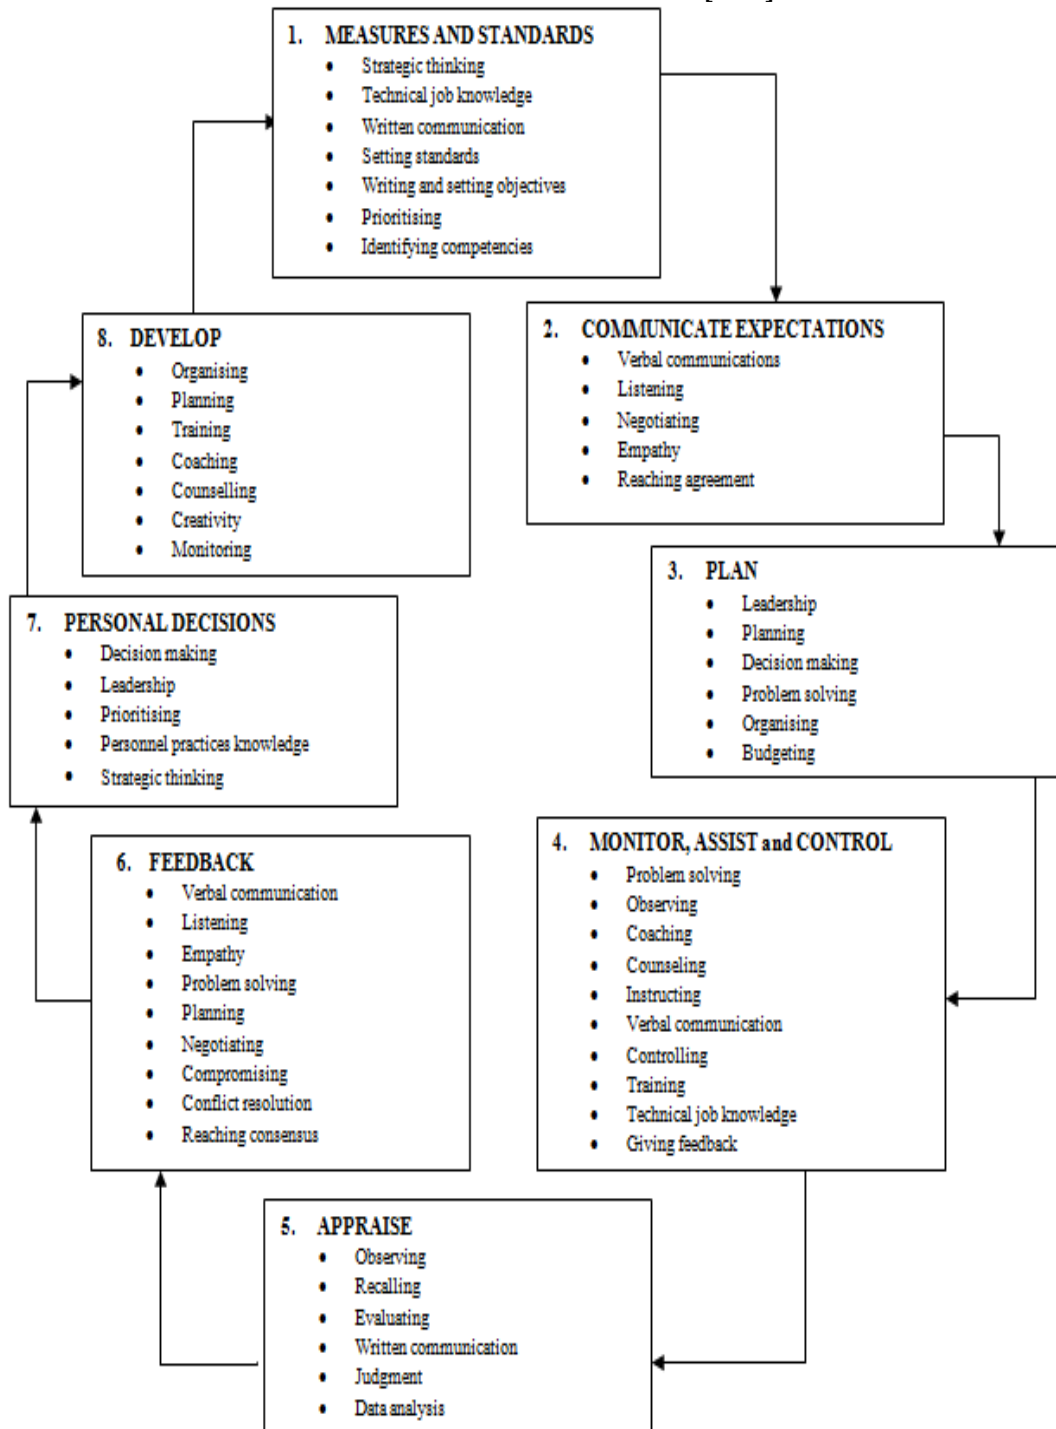 1. MEASURES AND STANDARDS
• Strategic thinking
• Technical job knowledge
• Written communication
• Setting standards
• Writing and setting objectives
• Prioritising
• Identifying competencies
2. COMMUNICATE EXPECTATIONS
• Verbal communications
• Listening
• Negotiating
• Empathy
• Reaching agreement
3. PLAN
• Leadership
• Planning
• Decision making
• Problem solving
• Organising
• Budgeting
4. MONITOR, ASSIST and CONTROL
• Problem solving
• Observing
• Coaching
• Counseling
• Instructing
• Verbal communication
• Controlling
• Training
• Technical job knowledge
• Giving feedback
5. APPRAISE
• Observing
• Recalling
• Evaluating
• Written communication
• Judgment
• Data analysis
6. FEEDBACK
• Verbal communication
• Listening
• Empathy
• Problem solving
• Planning
• Negotiating
• Compromising
• Conflict resolution
• Reaching consensus
7. PERSONAL DECISIONS
• Decision making
• Leadership
• Prioritising
• Personnel practices knowledge
• Strategic thinking
8. DEVELOP
• Organising
• Planning
• Training
• Coaching
• Counselling
• Creativity
• Monitoring